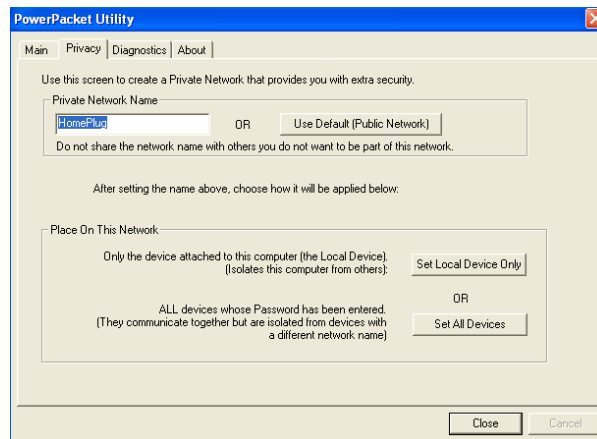 PowerPacket Utility
Main Privacy Diagnostics About
Use this screen to create a Private Network that provides you with extra security.
Private Network Name
HomePlug OR Use Default (Public Network)
Do not share the network name with others you do not want to be part of this network.
After setting the name above, choose how it will be applied below:
Place On This Network
Only the device attached to this computer (the Local Device).
(Isolates this computer from others): Set Local Device Only
OR
ALL devices whose Password has been entered.
(They communicate together but are isolated from devices with Set All Devices
a different network name)
Close Cancel